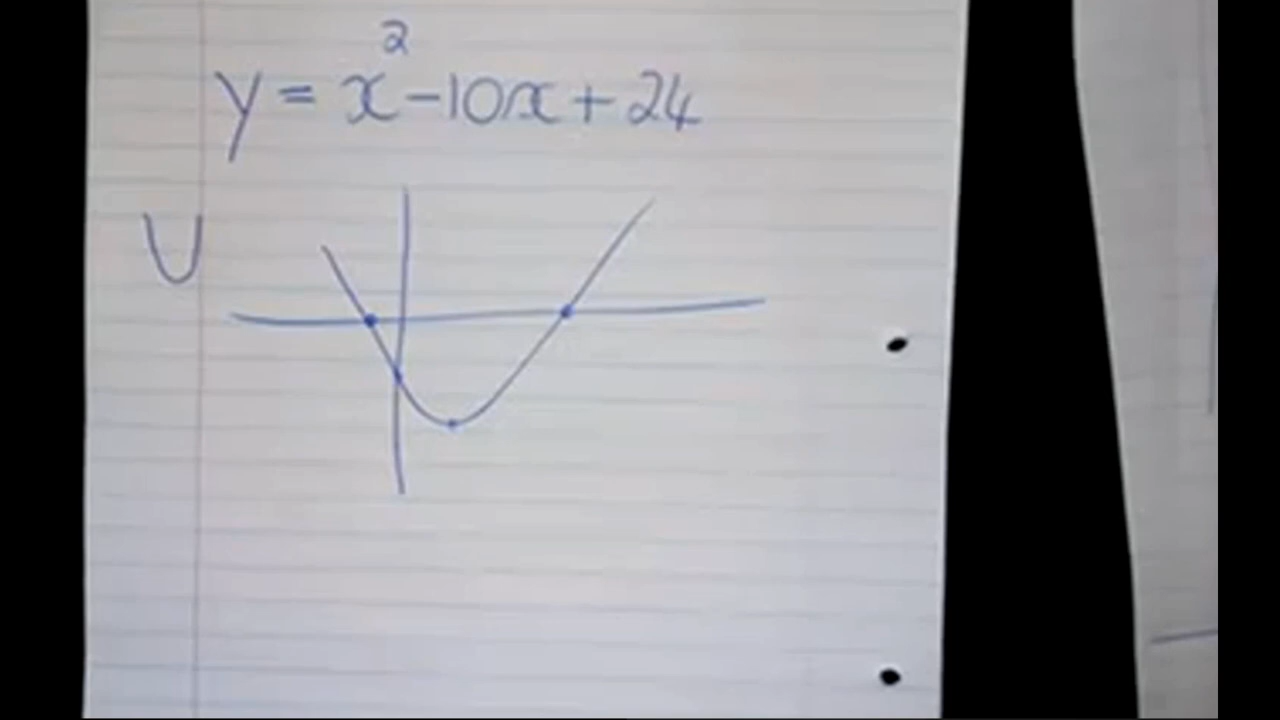 y = x² - 10x + 24